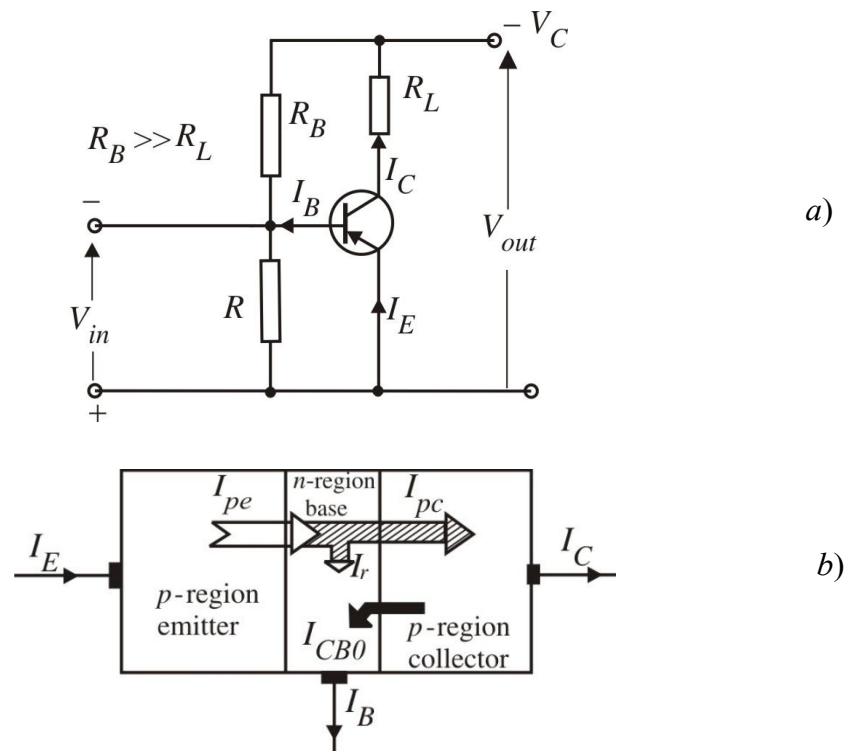 – V_C
R_L
R_B
R_B >> R_L
I_C
I_B
–
a)
V_out
R
I_E
V_in
+
n-region
base
I_pe
I_pc
I_E
I_C
I_r
b)
p-region
emitter
I_CB0
p-region
collector
I_B